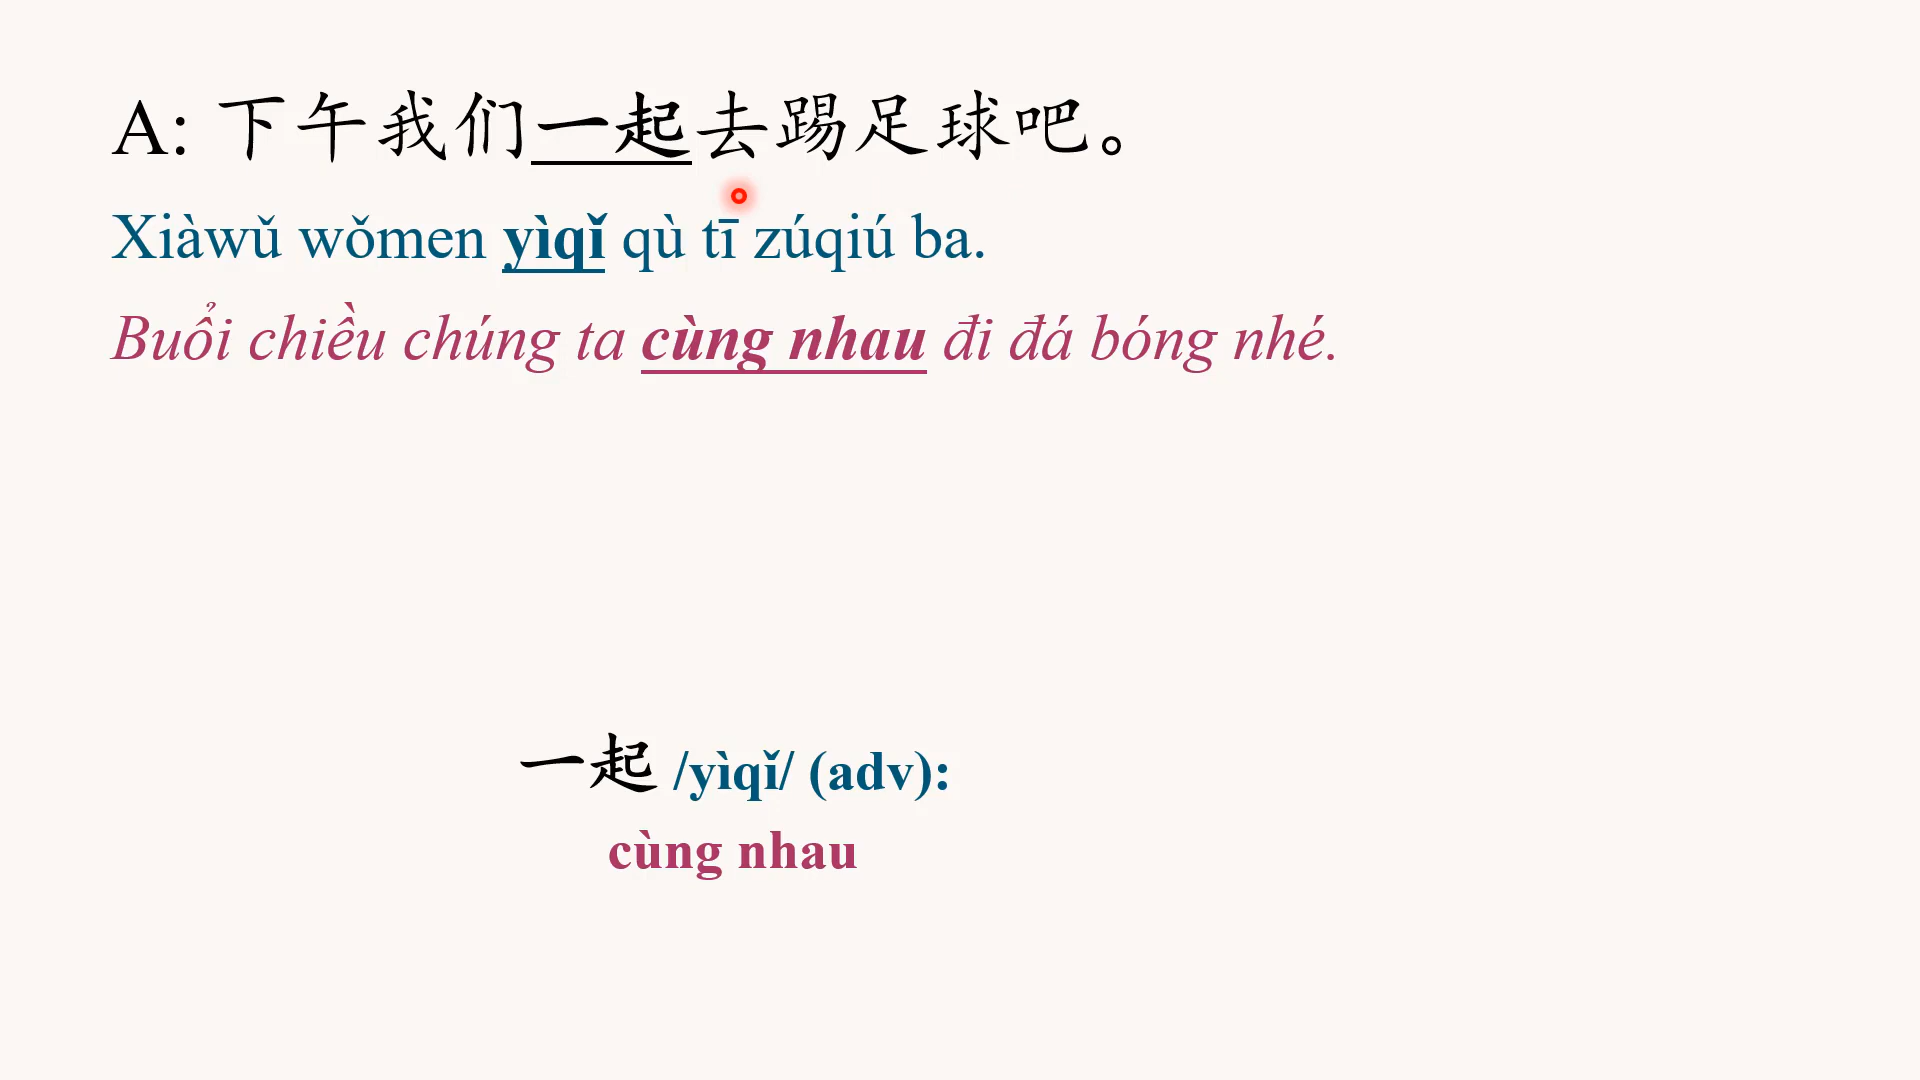 A: 下午我们一起去踢足球吧。
Xiàwǔ wǒmen yìqǐ qù tī zúqiú ba.
Buổi chiều chúng ta cùng nhau đi đá bóng nhé.
一起 /yìqǐ/ (adv):
cùng nhau